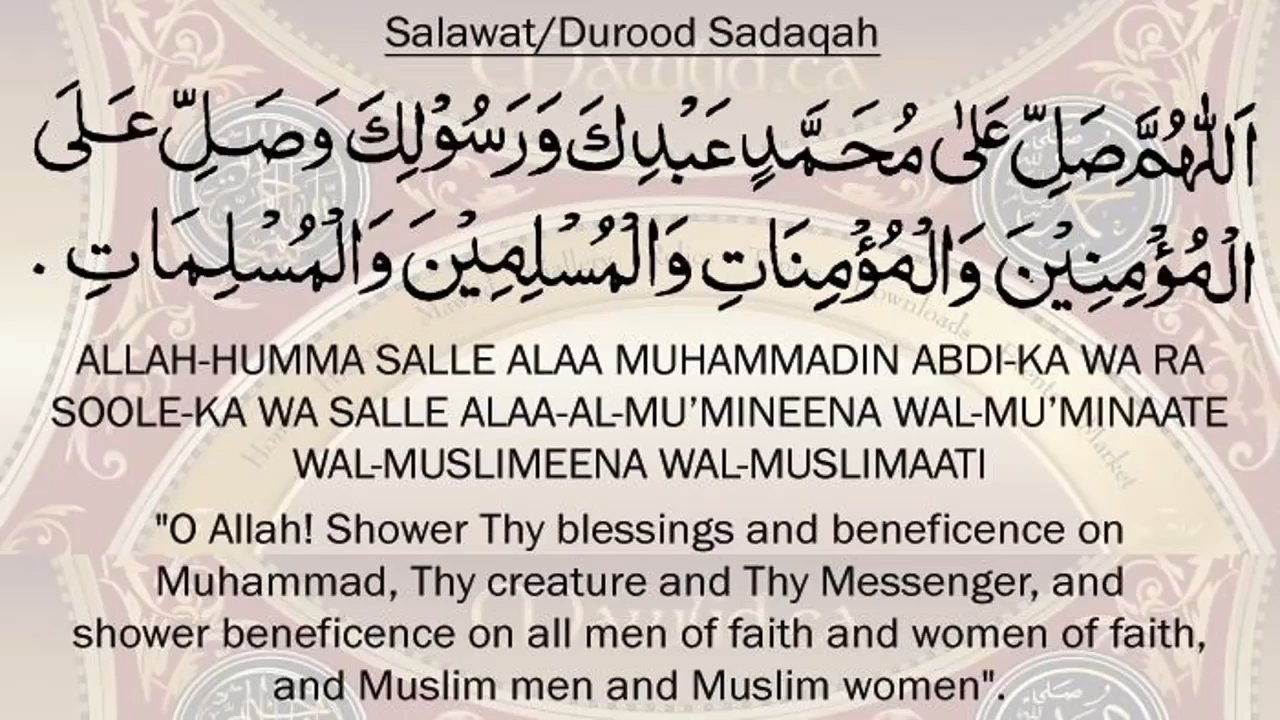 Salawat/Durood Sadaqah
اَللّٰهُمَّ صَلِّ عَلٰى مُحَمَّدٍ عَبْدِكَ وَرَسُوْلِكَ وَصَلِّ عَلَى
الْمُؤْمِنِيْنَ وَالْمُؤْمِنَاتِ وَالْمُسْلِمِيْنَ وَالْمُسْلِمَاتِ .
ALLAH-HUMMA SALLE ALAA MUHAMMADIN ABDI-KA WA RA
SOOLE-KA WA SALLE ALAA-AL-MU’MINEENA WAL-MU’MINAATE
WAL-MUSLIMEENA WAL-MUSLIMAATI
"O Allah! Shower Thy blessings and beneficence on
Muhammad, Thy creature and Thy Messenger, and
shower beneficence on all men of faith and women of faith,
and Muslim men and Muslim women".